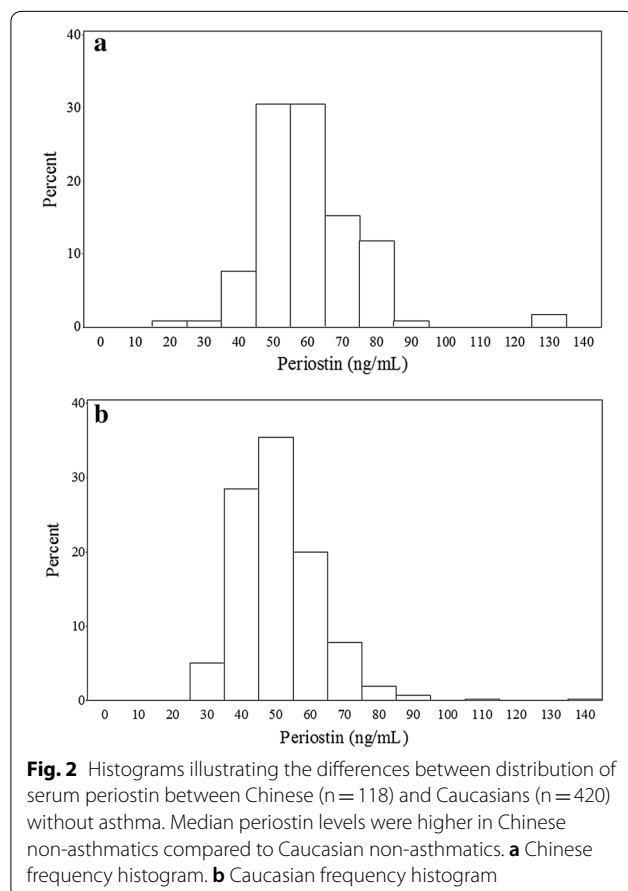 a
40
30
20
10
0
Percent
0 10 20 30 40 50 60 70 80 90 100 110 120 130 140
Periostin (ng/mL)
b
40
30
20
10
0
Percent
0 10 20 30 40 50 60 70 80 90 100 110 120 130 140
Periostin (ng/mL)
Fig. 2 Histograms illustrating the differences between distribution of
serum periostin between Chinese (n = 118) and Caucasians (n = 420)
without asthma. Median periostin levels were higher in Chinese
non-asthmatics compared to Caucasian non-asthmatics. a Chinese
frequency histogram. b Caucasian frequency histogram